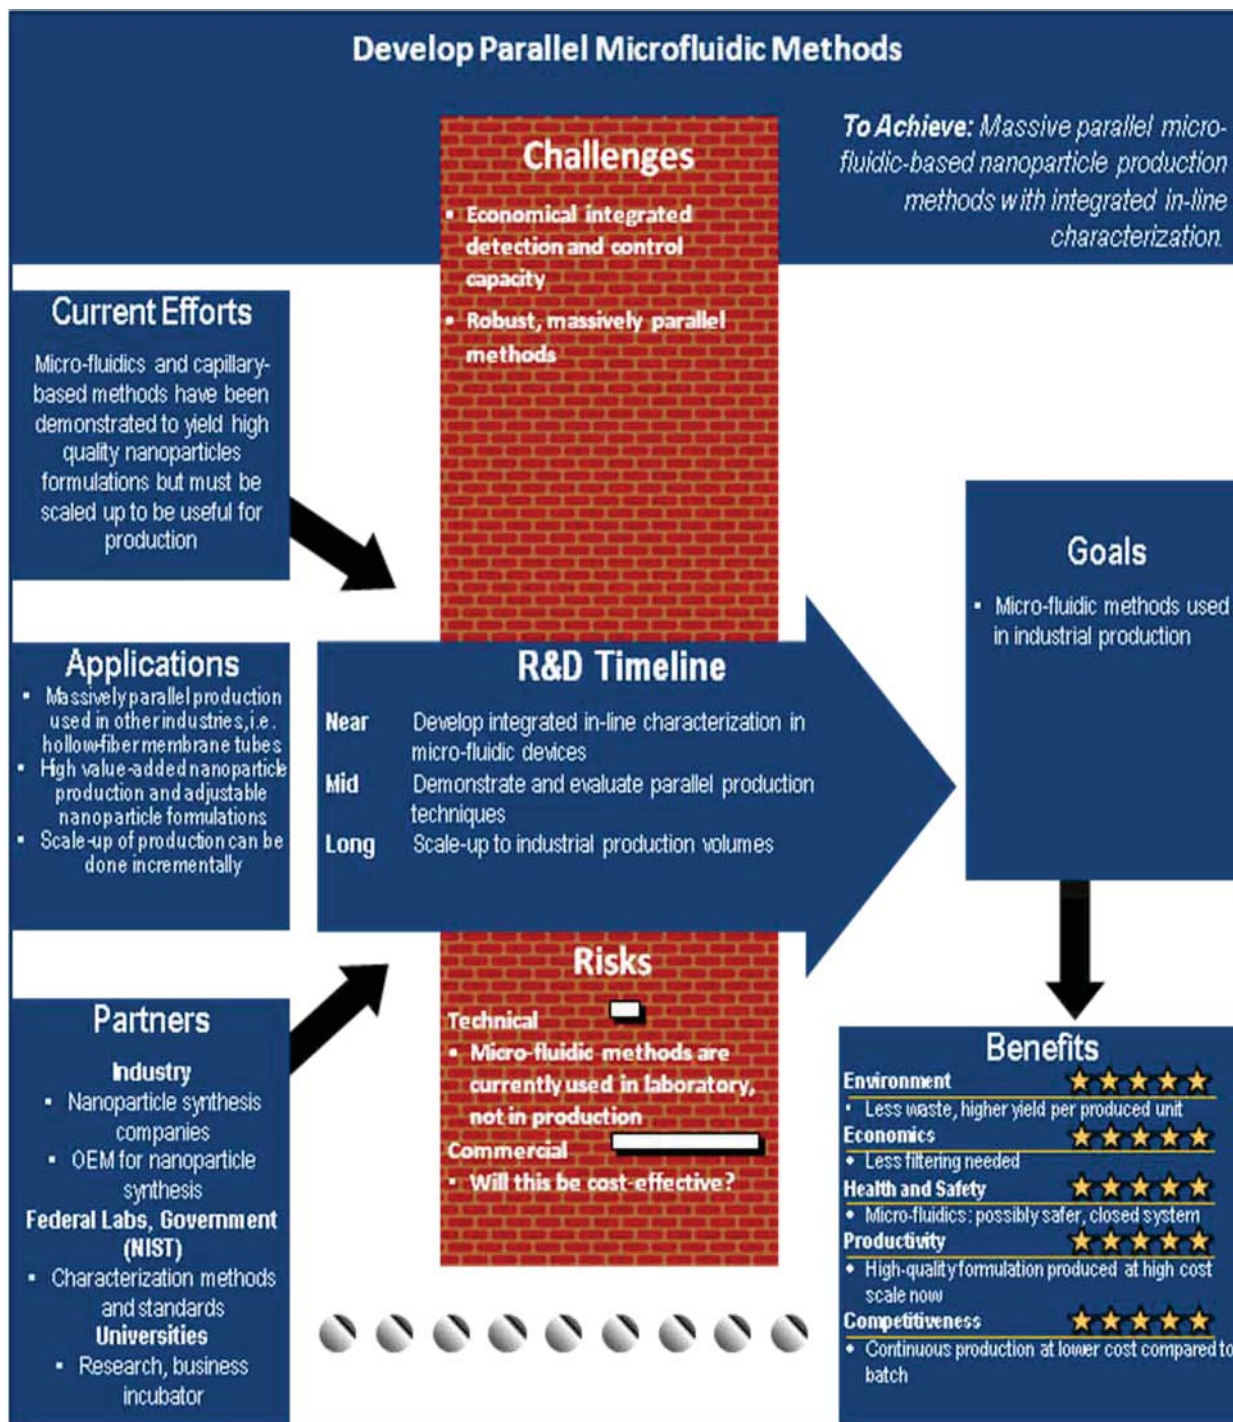 Develop Parallel Microfluidic Methods
To Achieve: Massive parallel micro-
fluidic-based nanoparticle production
methods with integrated in-line
characterization.
Challenges
▪ Economical integrated
detection and control
capacity
▪ Robust, massively parallel
methods
Current Efforts
Micro-fluidics and capillary-
based methods have been
demonstrated to yield high
quality nanoparticles
formulations but must be
scaled up to be useful for
production
Applications
▪ Massively parallel production
used in other industries, i.e.
hollow-fiber membrane tubes
▪ High value-added nanoparticle
production and adjustable
nanoparticle formulations
▪ Scale-up of production can be
done incrementally
Partners
Industry
▪ Nanoparticle synthesis
companies
▪ OEM for nanoparticle
synthesis
Federal Labs, Government
(NIST)
▪ Characterization methods
and standards
Universities
▪ Research, business
incubator
R&D Timeline
Near Develop integrated in-line characterization in
micro-fluidic devices
Mid Demonstrate and evaluate parallel production
techniques
Long Scale-up to industrial production volumes
Risks
Technical
▪ Micro-fluidic methods are
currently used in laboratory,
not in production
Commercial
▪ Will this be cost-effective?
Goals
▪ Micro-fluidic methods used
in industrial production
Benefits
Environment
• Less waste, higher yield per produced unit
Economics
• Less filtering needed
Health and Safety
• Micro-fluidics: possibly safer, closed system
Productivity
• High-quality formulation produced at high cost
scale now
Competitiveness
• Continuous production at lower cost compared to
batch